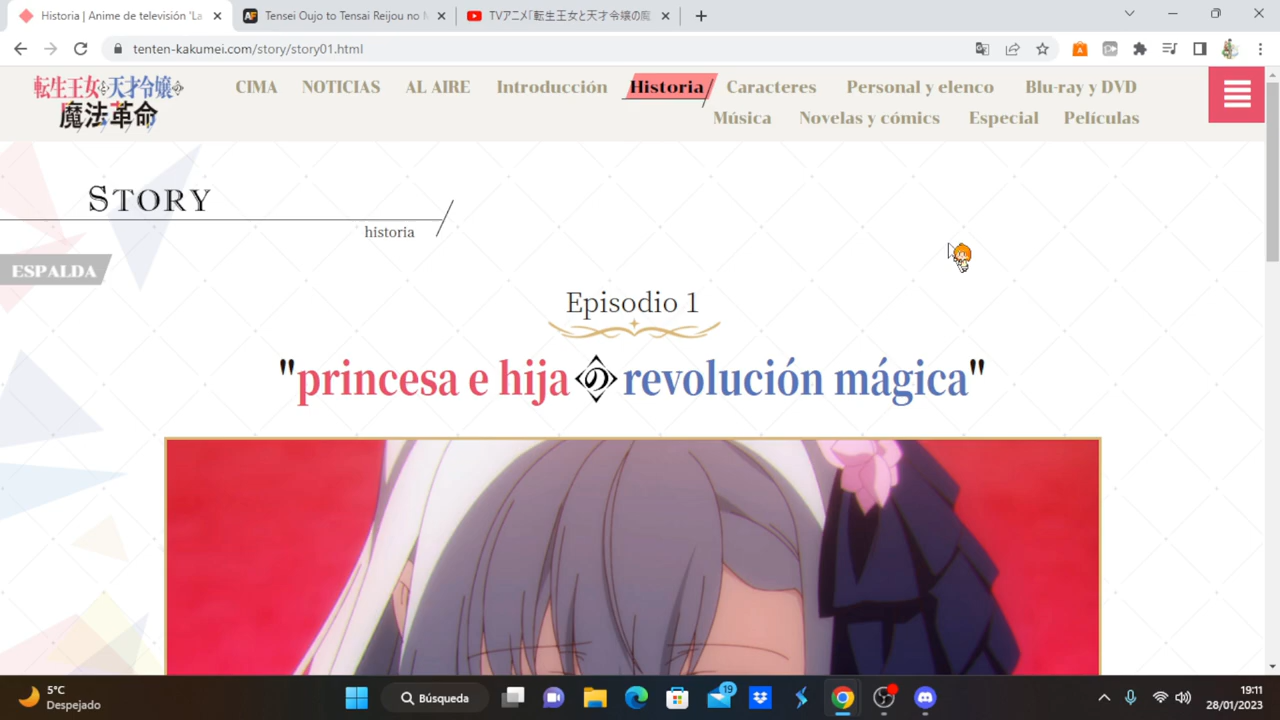 Historia | Anime de televisión 'La
Tensei Oujo to Tensai Reijou no M
TVアニメ「転生王女と天才令嬢の魔
tenten-kakumei.com/story/story01.html
転生王女と天才令嬢の
魔法革命
CIMA NOTICIAS AL AIRE Introducción Historia Caracteres Personal y elenco Blu-ray y DVD
Música Novelas y cómics Especial Películas
STORY
historia
ESPALDA
Episodio 1
"princesa e hija の revolución mágica"
5°C
Despejado
Búsqueda
19
19:11
28/01/2023